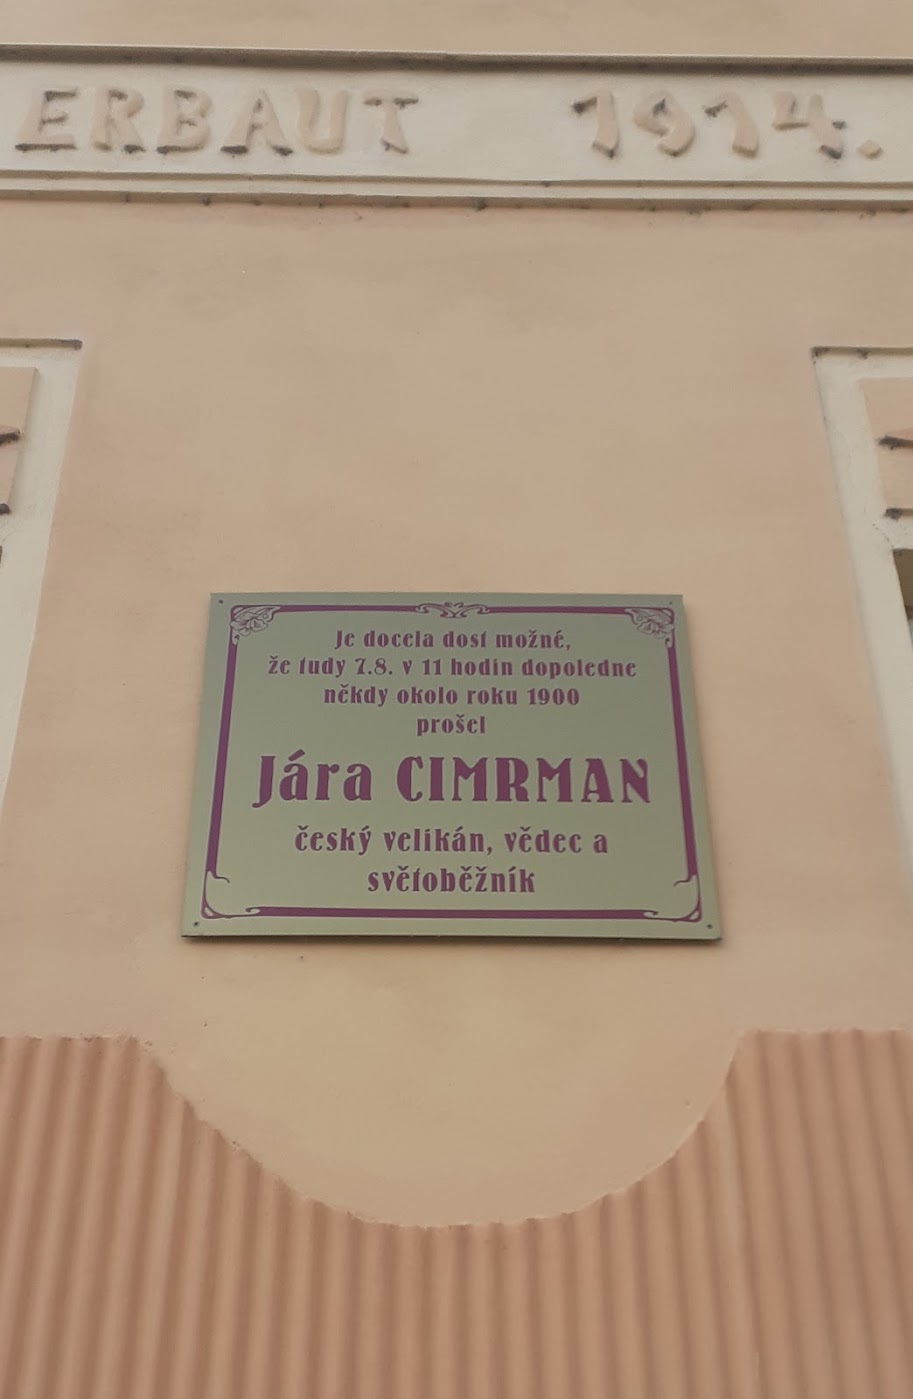 ERBAUT 1914.
Je docela dost možné,
že tudy 7.8. v 11 hodin dopoledne
někdy okolo roku 1900
prošel
Jára CIMRMAN
český velikán, vědec a
světoběžník